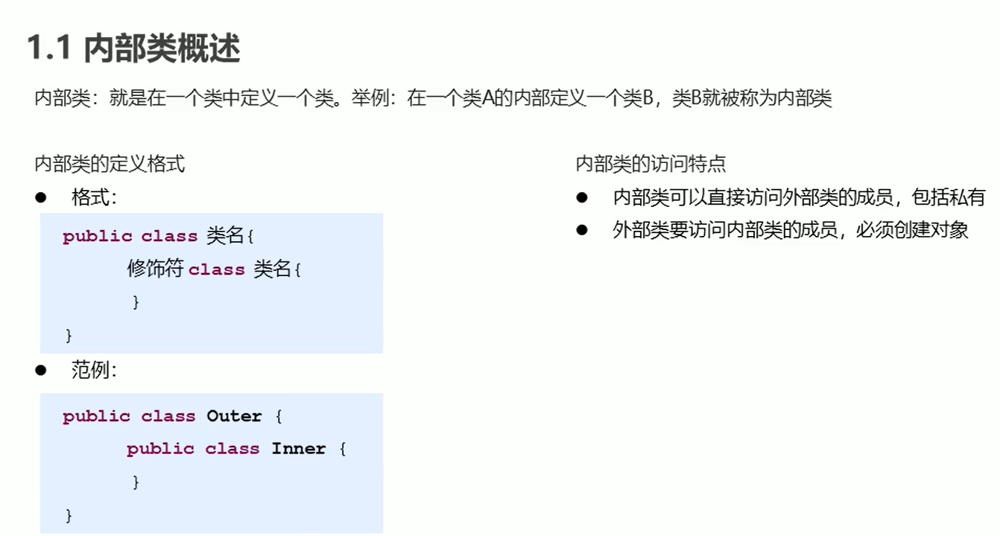 1.1 内部类概述
内部类：就是在一个类中定义一个类。举例：在一个类A的内部定义一个类B，类B就被称为内部类
内部类的定义格式
● 格式：
public class 类名{
修饰符 class 类名{
}
}
● 范例：
public class Outer {
public class Inner {
}
}
内部类的访问特点
● 内部类可以直接访问外部类的成员，包括私有
● 外部类要访问内部类的成员，必须创建对象